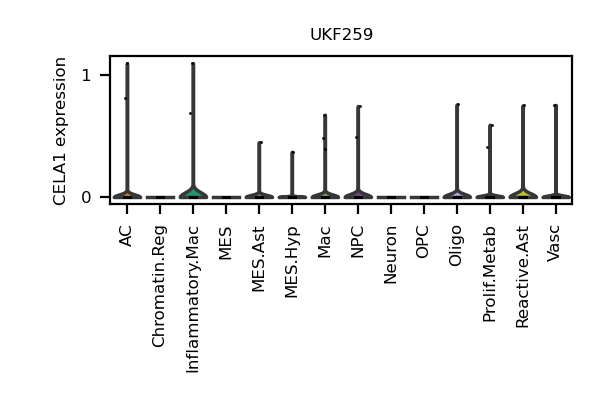 UKF259
CELA1 expression
1
0
AC
Chromatin.Reg
Inflammatory.Mac
MES
MES.Ast
MES.Hyp
Mac
NPC
Neuron
OPC
Oligo
Prolif.Metab
Reactive.Ast
Vasc